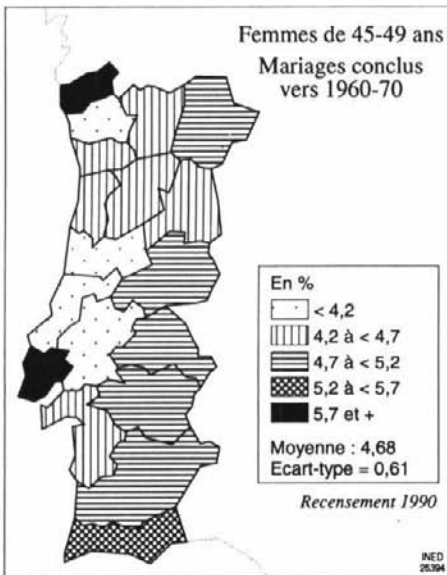 Femmes de 45-49 ans
Mariages conclus
vers 1960-70
En %
< 4,2
4,2 à < 4,7
4,7 à < 5,2
5,2 à < 5,7
5,7 et +
Moyenne : 4,68
Ecart-type = 0,61
Recensement 1990
INED
25394